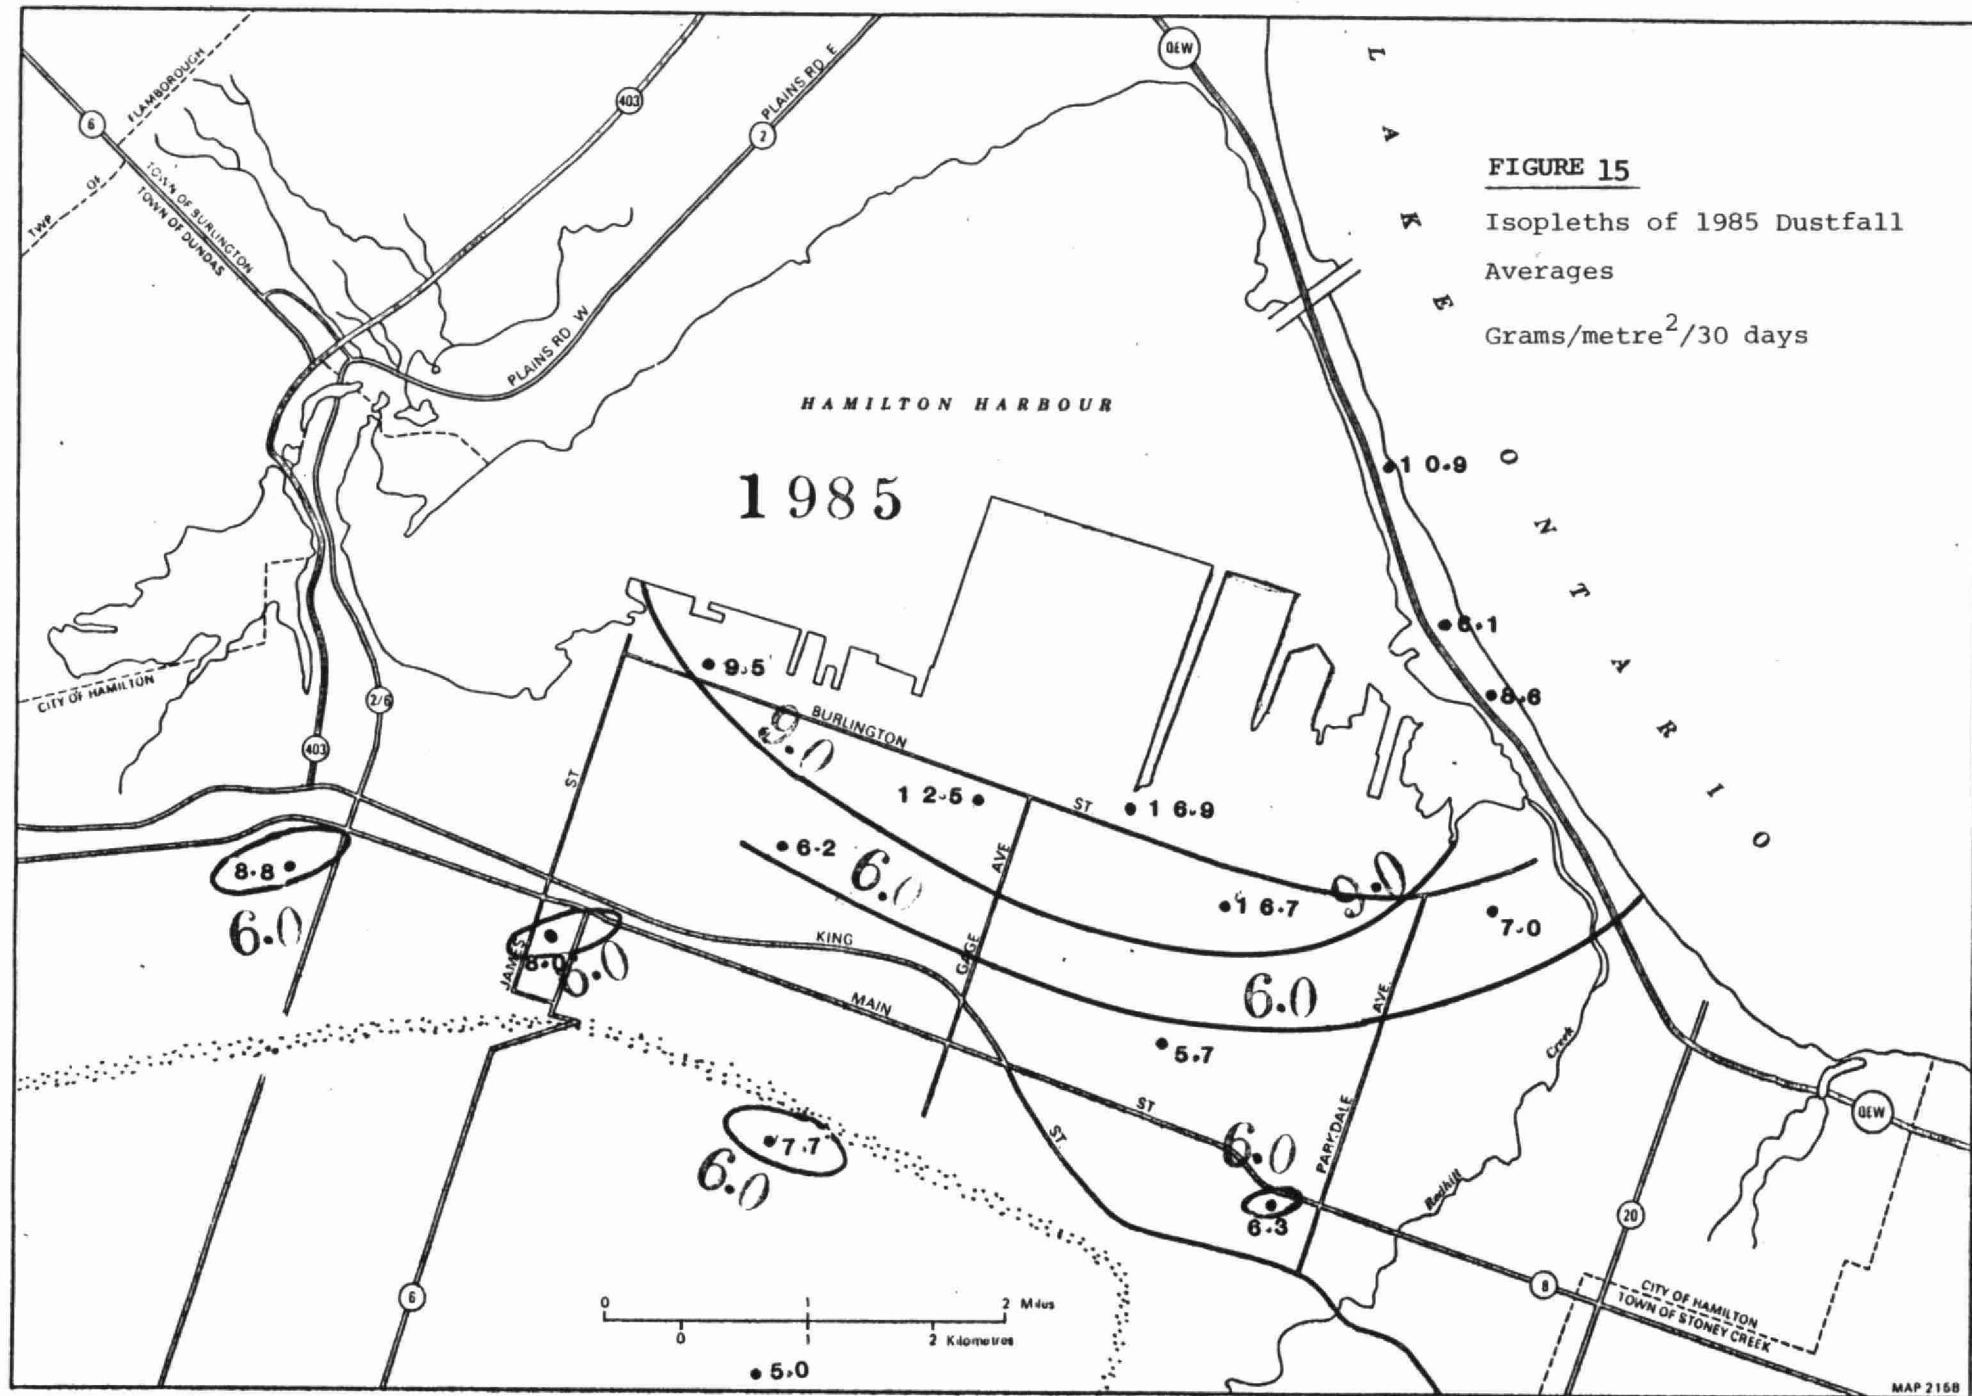 FIGURE 15
Isopleths of 1985 Dustfall
Averages
Grams/metre²/30 days
LAKE ONTARIO
HAMILTON HARBOUR
1985
QEW
403
6
2
PLAINS RD E
PLAINS RD W
TWP OF FLAMBOROUGH
TOWN OF BURLINGTON
TOWN OF DUNDAS
CITY OF HAMILTON
2/6
403
10.9
6.1
8.6
9.5
9.0
BURLINGTON ST
12.5
16.9
6.2
6.0
16.7
9.0
7.0
8.8
6.0
8.0
6.0
JAMES ST
KING ST
MAIN ST
GAGE AVE
PARKDALE AVE.
6.0
5.7
7.7
6.0
6.0
6.3
Redhill Creek
QEW
20
8
6
CITY OF HAMILTON
TOWN OF STONEY CREEK
0 1 2 Miles
0 1 2 Kilometres
5.0
MAP 2168